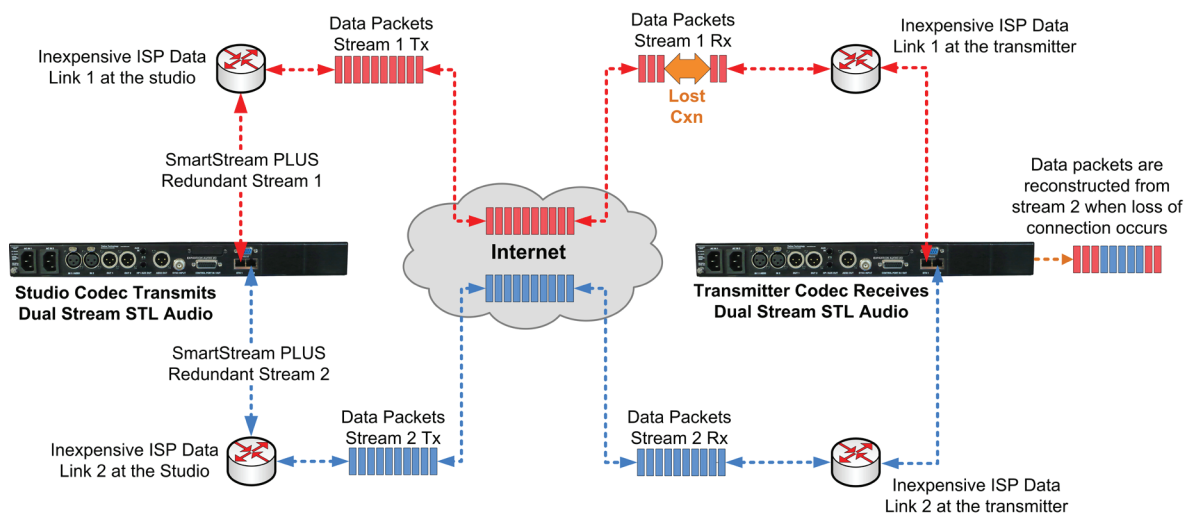 Data Packets
Stream 1 Tx
Data Packets
Stream 1 Rx
Inexpensive ISP Data
Link 1 at the studio
Inexpensive ISP Data
Link 1 at the transmitter
Lost
Cxn
SmartStream PLUS
Redundant Stream 1
Data packets are
reconstructed from
stream 2 when loss of
connection occurs
Internet
Studio Codec Transmits
Dual Stream STL Audio
Transmitter Codec Receives
Dual Stream STL Audio
SmartStream PLUS
Redundant Stream 2
Data Packets
Stream 2 Tx
Data Packets
Stream 2 Rx
Inexpensive ISP Data
Link 2 at the Studio
Inexpensive ISP Data
Link 2 at the transmitter